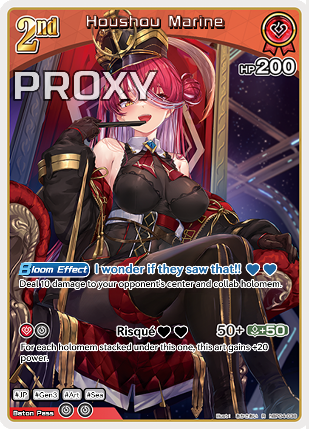 2nd
Houshou Marine
HP200
PROXY
Bloom Effect I wonder if they saw that!!
Deal 10 damage to your opponent's center and collab holomem.
Risqué 50+ +50
For each holomem stacked under this one, this art gains +20
power.
#JP #Gen3 #Art #Sea
Baton Pass